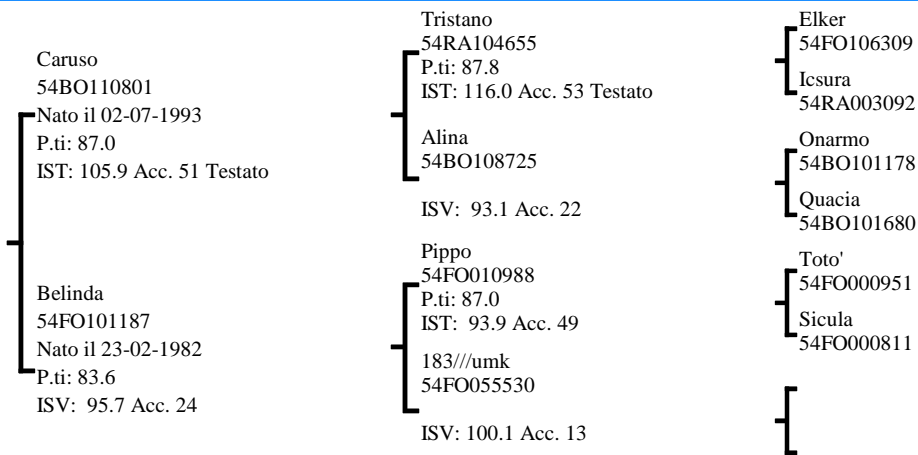 Caruso
54BO110801
Nato il 02-07-1993
P.ti: 87.0
IST: 105.9 Acc. 51 Testato
Belinda
54FO101187
Nato il 23-02-1982
P.ti: 83.6
ISV: 95.7 Acc. 24
Tristano
54RA104655
P.ti: 87.8
IST: 116.0 Acc. 53 Testato
Alina
54BO108725
ISV: 93.1 Acc. 22
Pippo
54FO010988
P.ti: 87.0
IST: 93.9 Acc. 49
183///umk
54FO055530
ISV: 100.1 Acc. 13
Elker
54FO106309
Icsura
54RA003092
Onarmo
54BO101178
Quacia
54BO101680
Toto'
54FO000951
Sicula
54FO000811